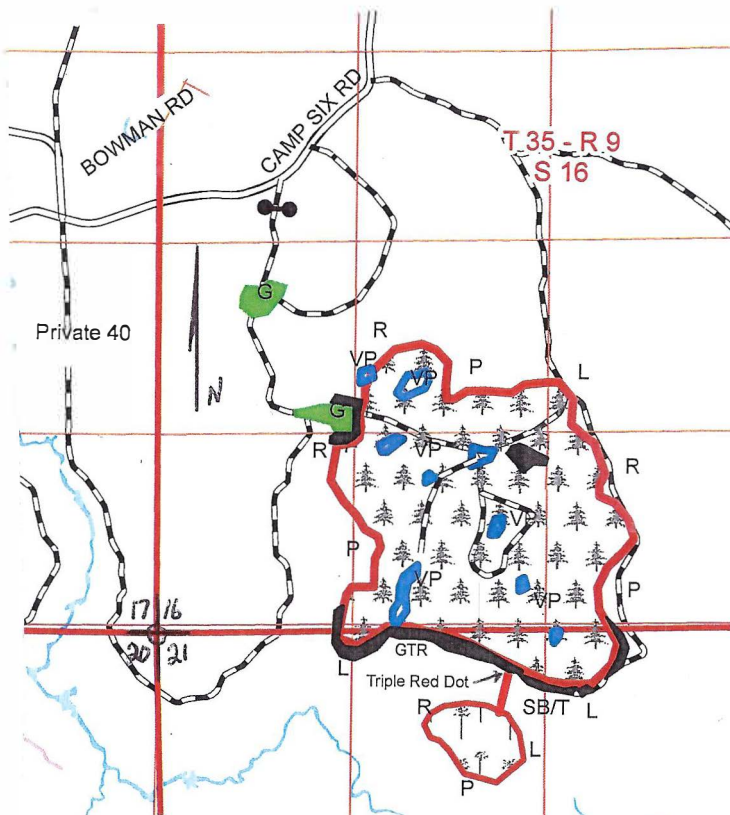 BOWMAN RD
CAMP SIX RD
T 35 - R 9
S 16
G
Private 40
N
R
VP
VP
P
L
G
R
VP
R
P
VP
VP
VP
P
17 16
20 21
L
GTR
Triple Red Dot
SB/T
L
R
L
P